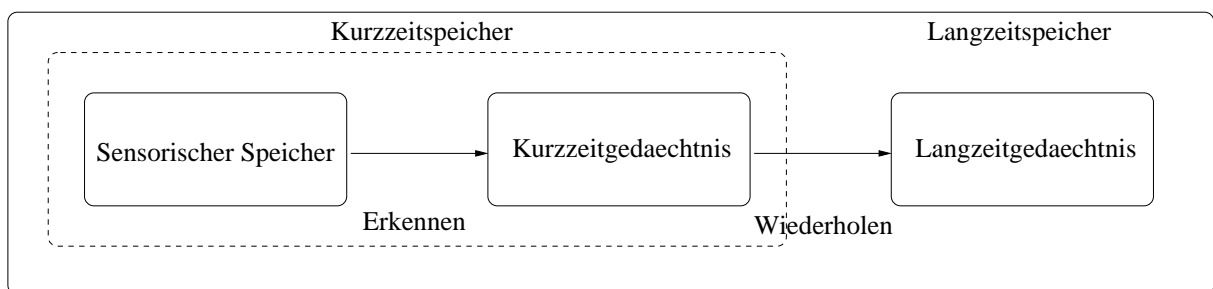 Kurzzeitspeicher
Langzeitspeicher
Sensorischer Speicher
Kurzzeitgedaechtnis
Langzeitgedaechtnis
Erkennen
Wiederholen